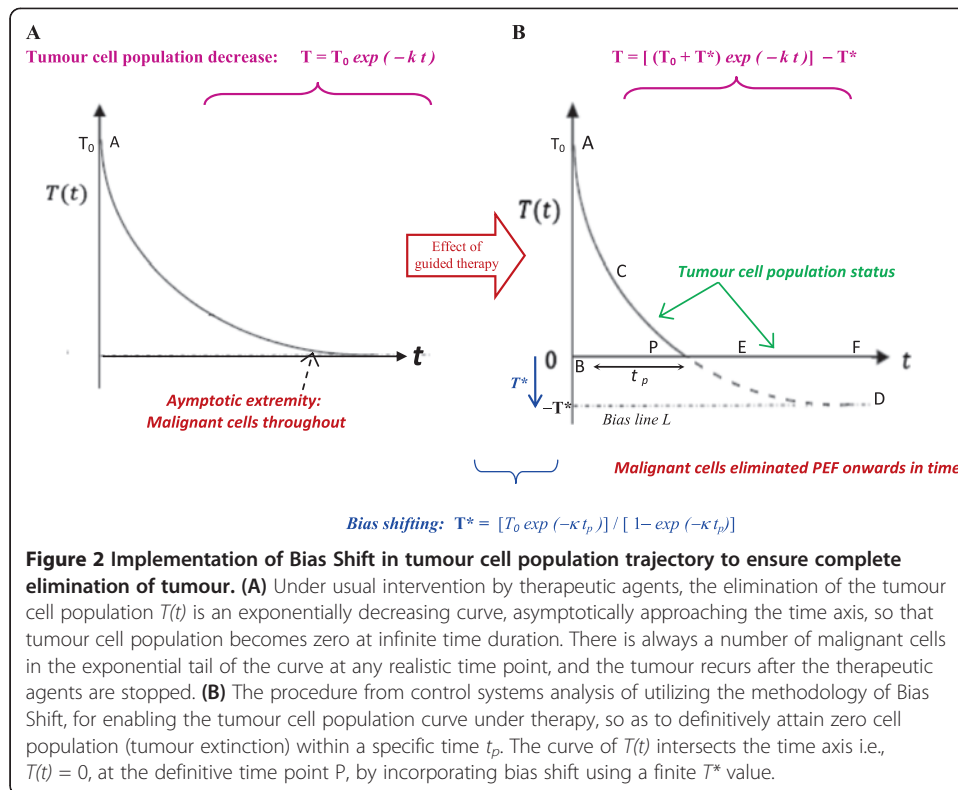 A
Tumour cell population decrease: T = T₀ exp ( – k t )
T₀ A
T(t)
t
Aymptotic extremity:
Malignant cells throughout
Effect of
guided therapy
B
T = [ (T₀ + T*) exp ( – k t )] – T*
T₀ A
T(t)
C
Tumour cell population status
0
P E F
t
B
tₚ
T*
–T*
D
Bias line L
Malignant cells eliminated PEF onwards in time
Bias shifting: T* = [T₀ exp (–κ tₚ )] / [ 1– exp (–κ tₚ)]
Figure 2 Implementation of Bias Shift in tumour cell population trajectory to ensure complete
elimination of tumour. (A) Under usual intervention by therapeutic agents, the elimination of the tumour
cell population T(t) is an exponentially decreasing curve, asymptotically approaching the time axis, so that
tumour cell population becomes zero at infinite time duration. There is always a number of malignant cells
in the exponential tail of the curve at any realistic time point, and the tumour recurs after the therapeutic
agents are stopped. (B) The procedure from control systems analysis of utilizing the methodology of Bias
Shift, for enabling the tumour cell population curve under therapy, so as to definitively attain zero cell
population (tumour extinction) within a specific time tₚ. The curve of T(t) intersects the time axis i.e.,
T(t) = 0, at the definitive time point P, by incorporating bias shift using a finite T* value.